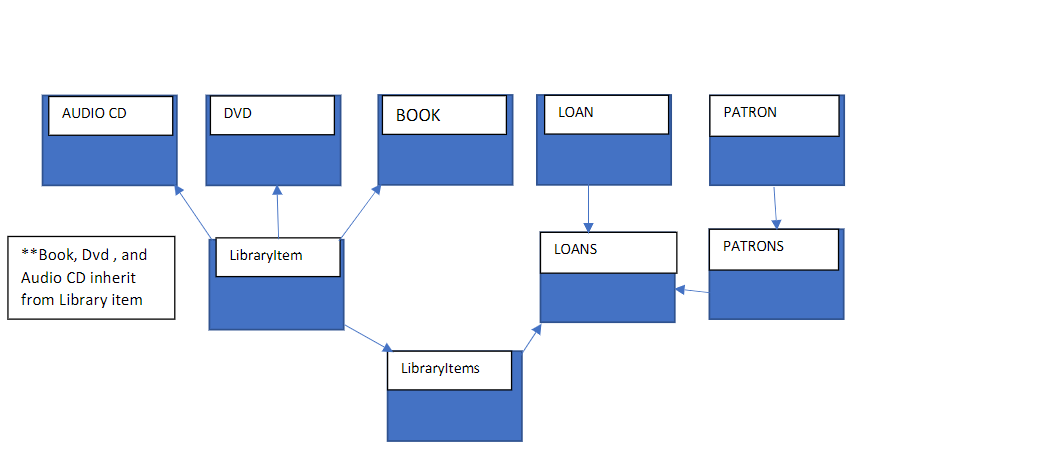 AUDIO CD
DVD
BOOK
LOAN
PATRON
**Book, Dvd , and
Audio CD inherit
from Library item
LibraryItem
LOANS
PATRONS
LibraryItems